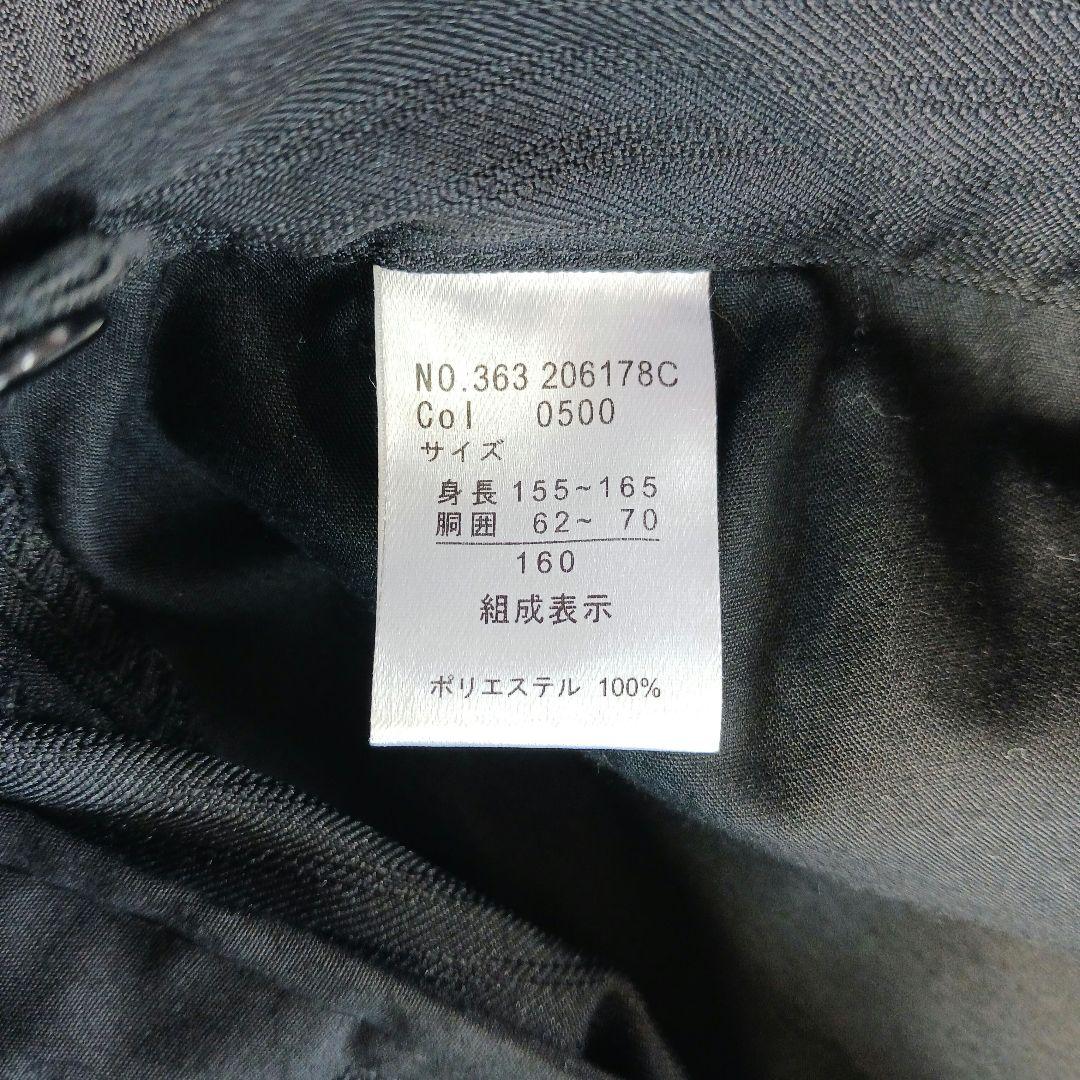 NO.363 206178C
Col 0500
サイズ
身長 155~165
胴囲 62~ 70
160
組成表示
ポリエステル 100%